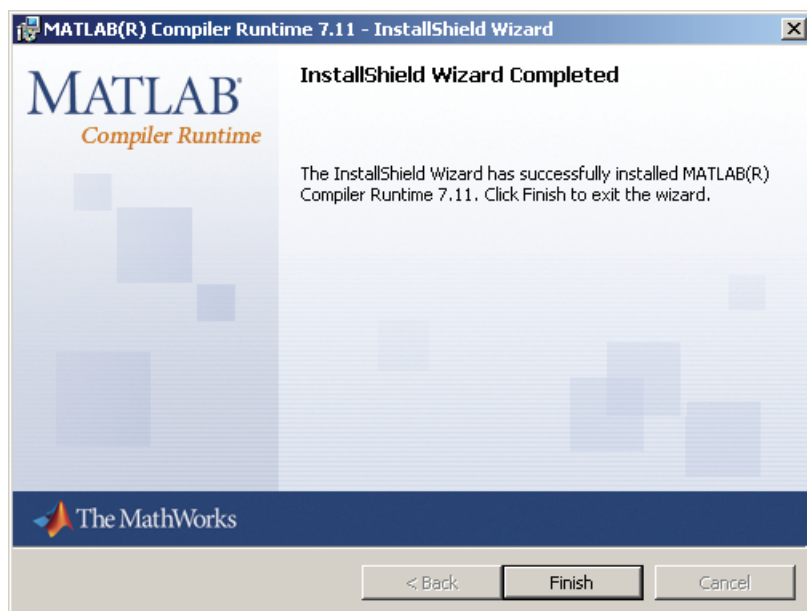 MATLAB(R) Compiler Runtime 7.11 - InstallShield Wizard
MATLAB®
Compiler Runtime
InstallShield Wizard Completed
The InstallShield Wizard has successfully installed MATLAB(R)
Compiler Runtime 7.11. Click Finish to exit the wizard.
The MathWorks
< Back
Finish
Cancel